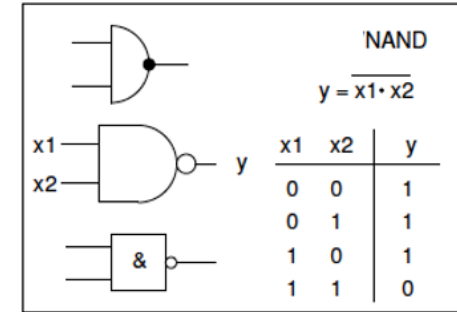 'NAND
y = x1• x2
x1
x2
y
&
x1 x2 y
0 0 1
0 1 1
1 0 1
1 1 0